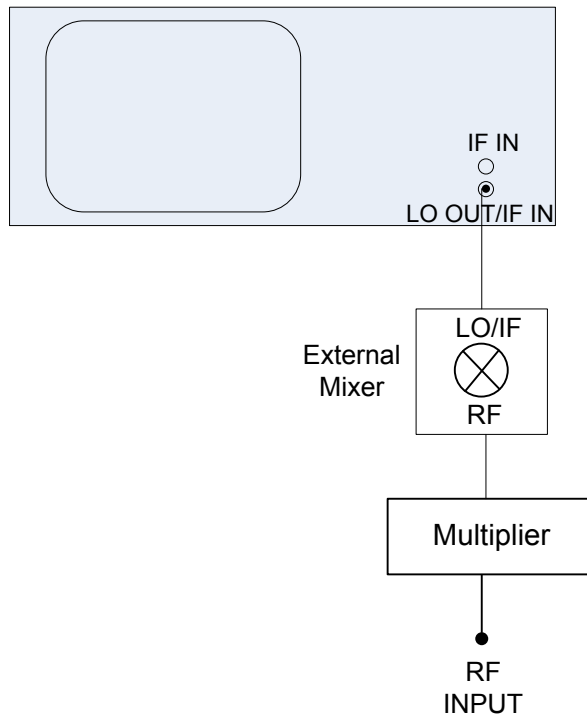 IF IN
LO OUT/IF IN
LO/IF
External
Mixer
RF
Multiplier
RF
INPUT